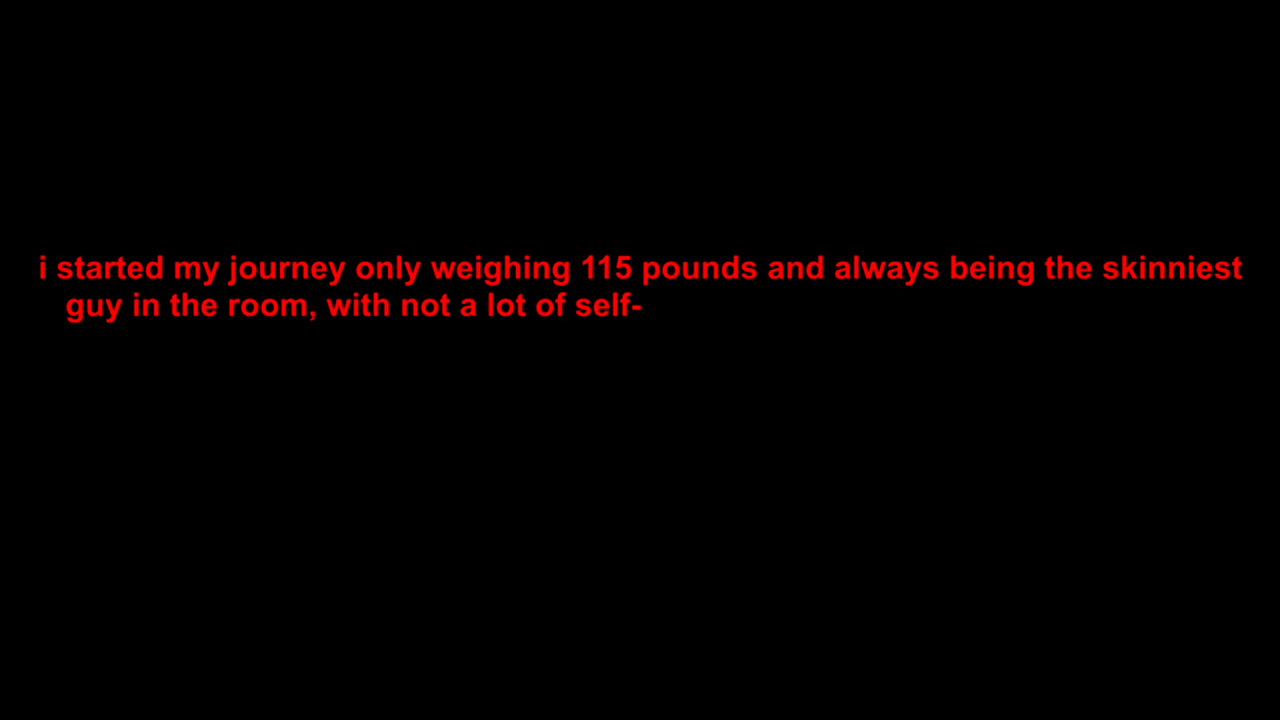 i started my journey only weighing 115 pounds and always being the skinniest
guy in the room, with not a lot of self-